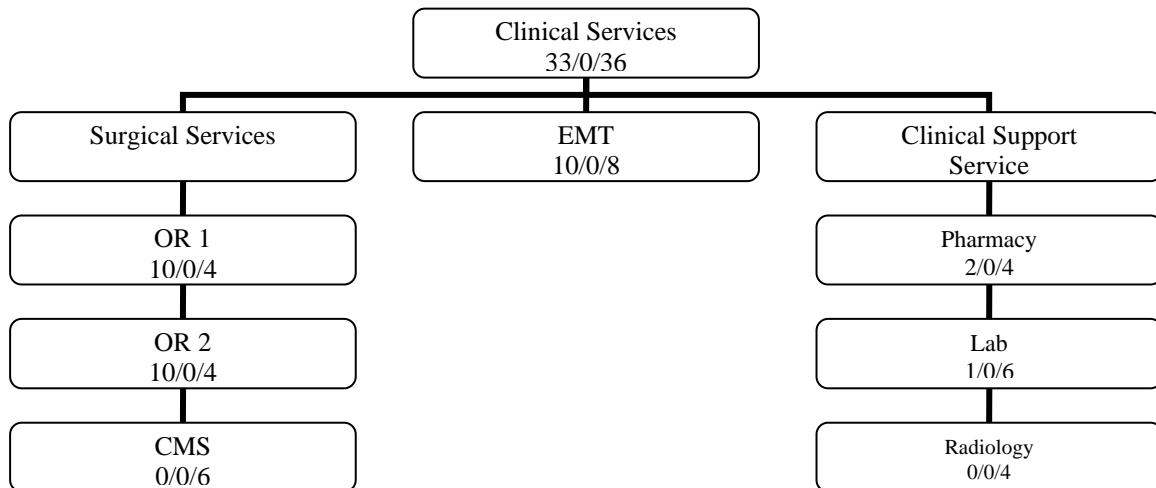 Clinical Services
33/0/36
Surgical Services
EMT
10/0/8
Clinical Support
Service
OR 1
10/0/4
Pharmacy
2/0/4
OR 2
10/0/4
Lab
1/0/6
CMS
0/0/6
Radiology
0/0/4